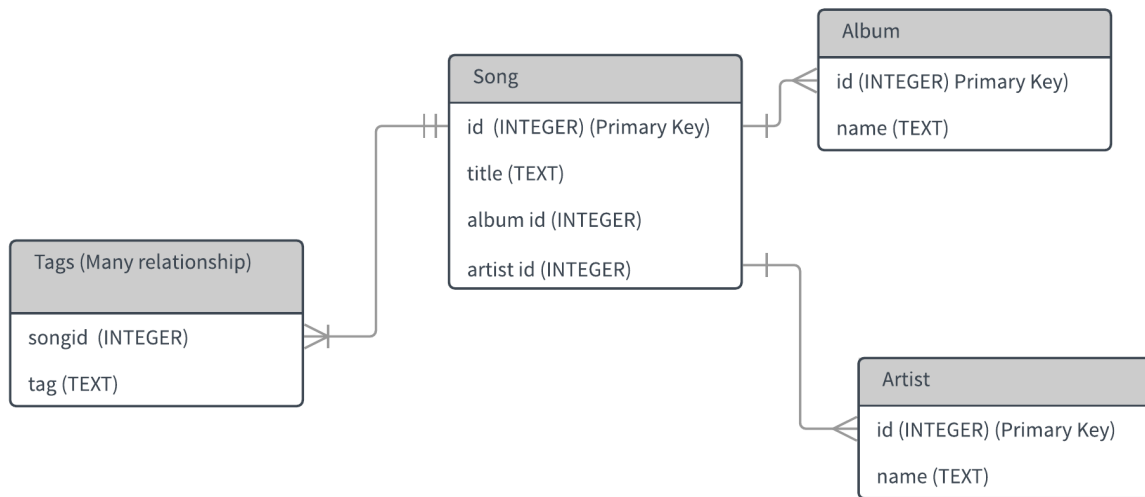 Album
id (INTEGER) Primary Key)
name (TEXT)
Song
id (INTEGER) (Primary Key)
title (TEXT)
album id (INTEGER)
artist id (INTEGER)
Tags (Many relationship)
songid (INTEGER)
tag (TEXT)
Artist
id (INTEGER) (Primary Key)
name (TEXT)